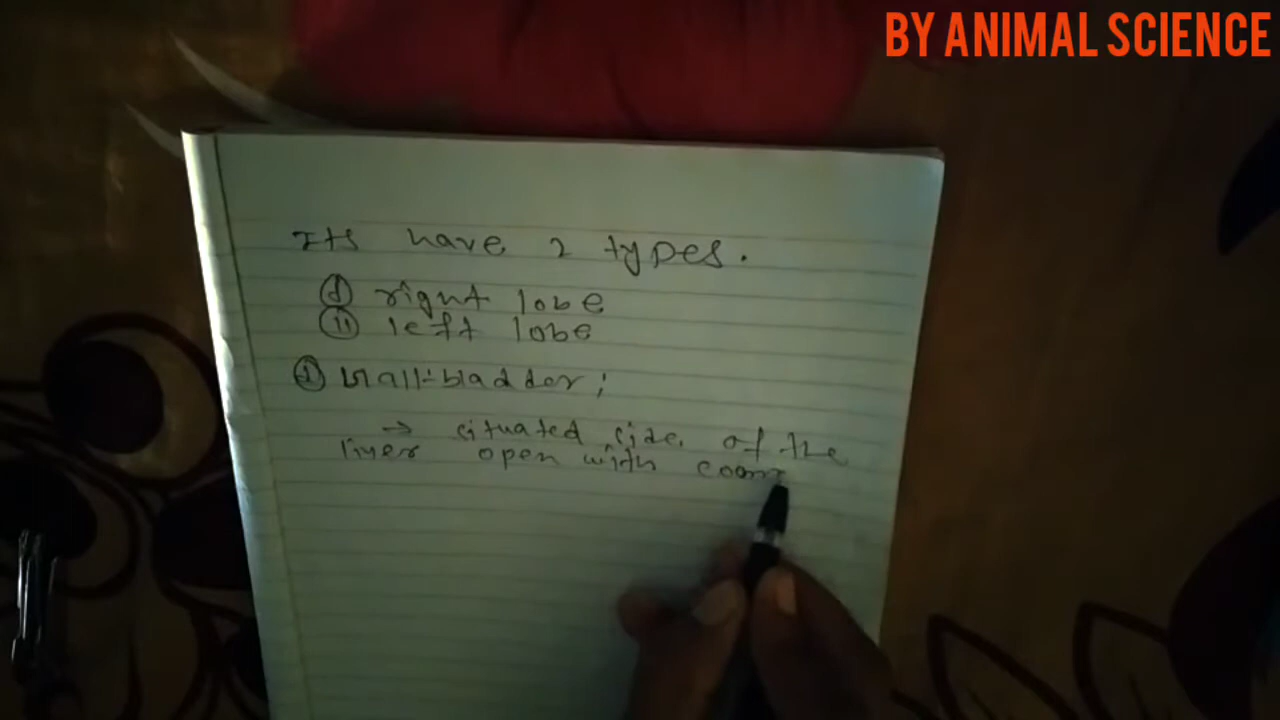 BY ANIMAL SCIENCE
Its have 2 types.
(i) right lobe
(ii) left lobe
(i) Gall-bladder;
→ situated side. of the
liver open with